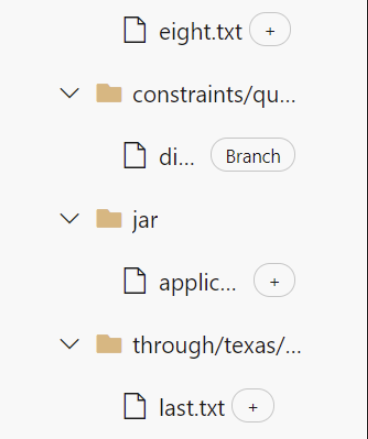 eight.txt +
constraints/qu...
di... Branch
jar
applic... +
through/texas/...
last.txt +